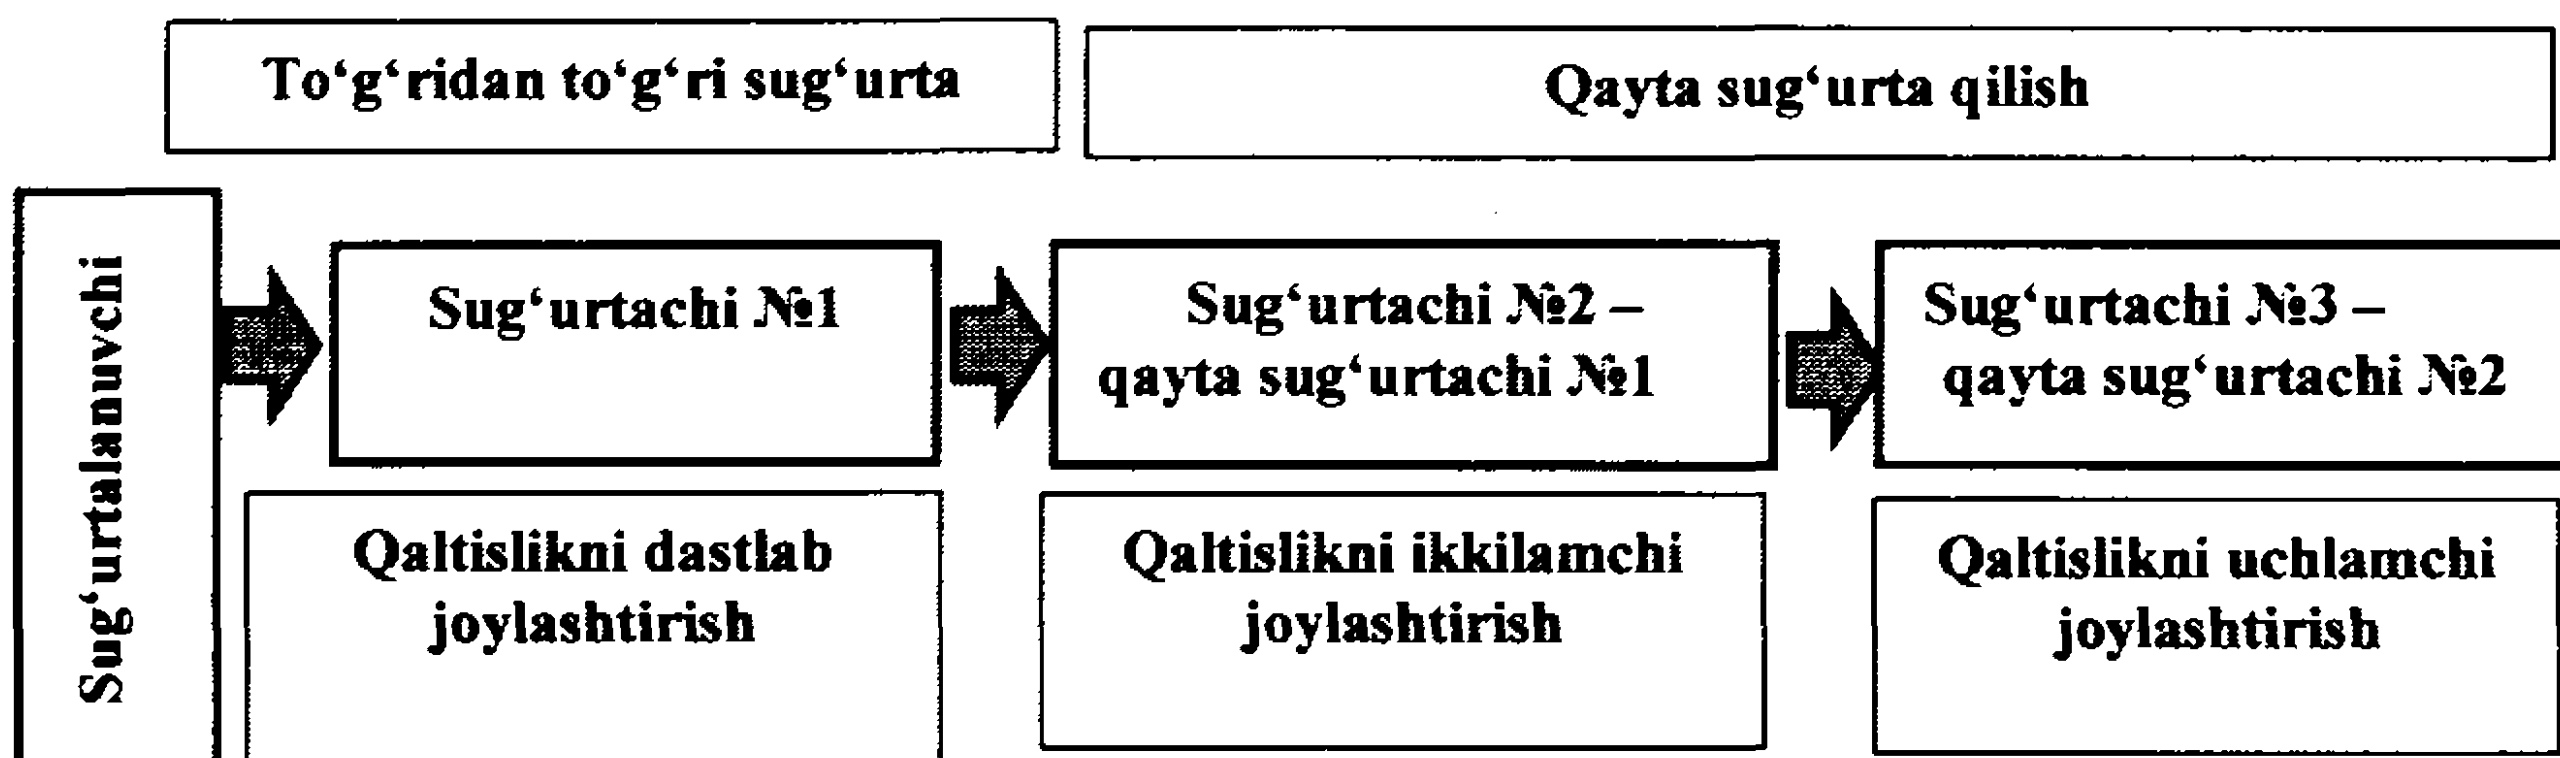 To‘g‘ridan to‘g‘ri sug‘urta
Qayta sug‘urta qilish
Sug‘urtalanuvchi
Sug‘urtachi №1
Sug‘urtachi №2 –
qayta sug‘urtachi №1
Sug‘urtachi №3 –
qayta sug‘urtachi №2
Qaltislikni dastlab
joylashtirish
Qaltislikni ikkilamchi
joylashtirish
Qaltislikni uchlamchi
joylashtirish